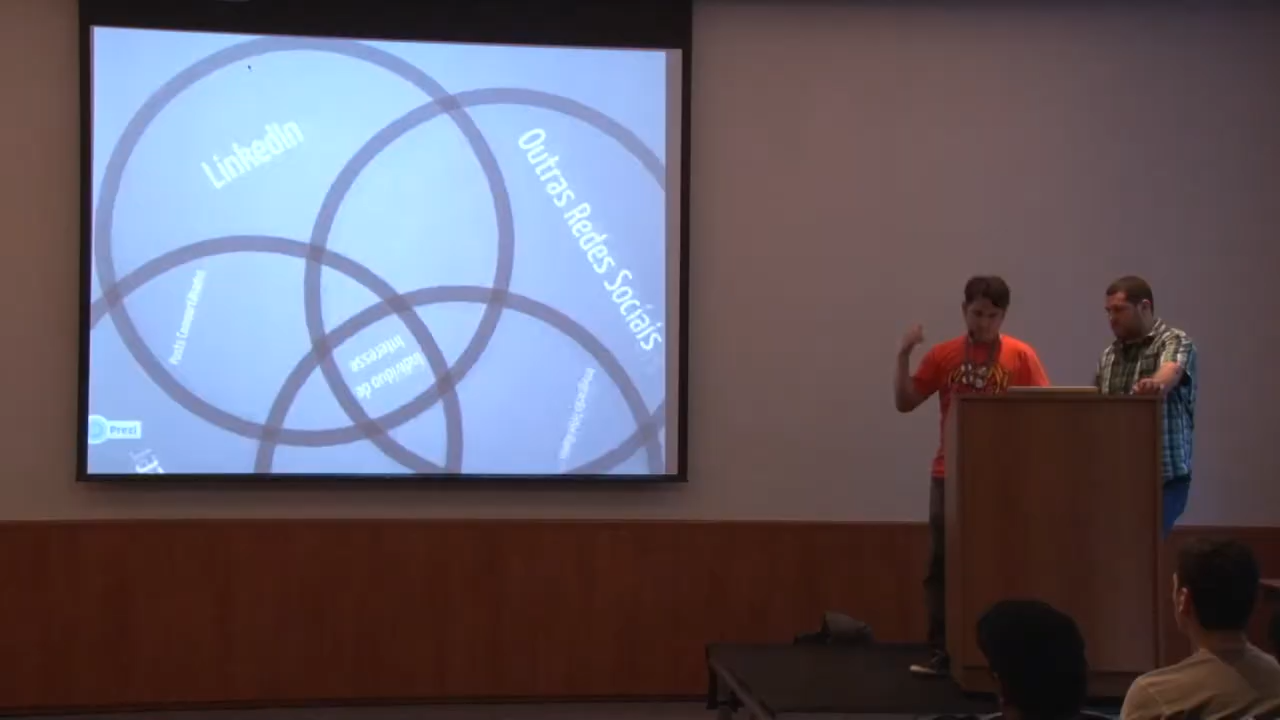 LinkedIn
Outras Redes Sociais
Posts Compartilhados
Indivíduo de
Interesse
Prezi